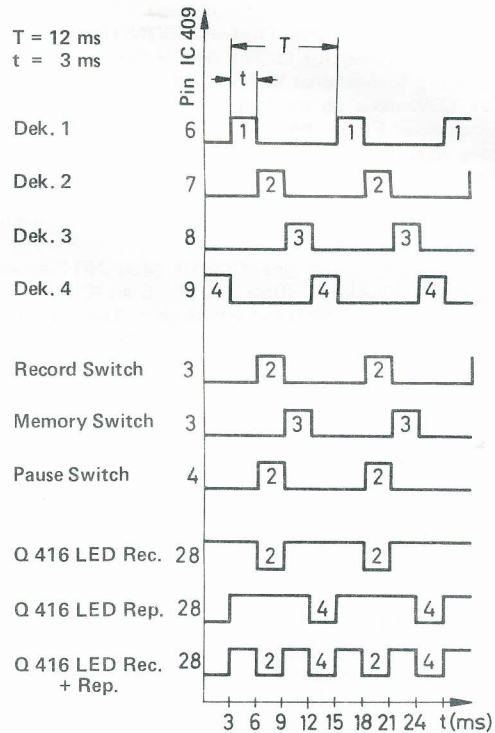 T = 12 ms
t = 3 ms
Pin IC 409
T
t
Dek. 1 6 1 1 1
Dek. 2 7 2 2
Dek. 3 8 3 3
Dek. 4 9 4 4 4
Record Switch 3 2 2
Memory Switch 3 3 3
Pause Switch 4 2 2
Q 416 LED Rec. 28 2 2
Q 416 LED Rep. 28 4 4
Q 416 LED Rec. 28 2 4 2 4
+ Rep.
3 6 9 12 15 18 21 24 t (ms)